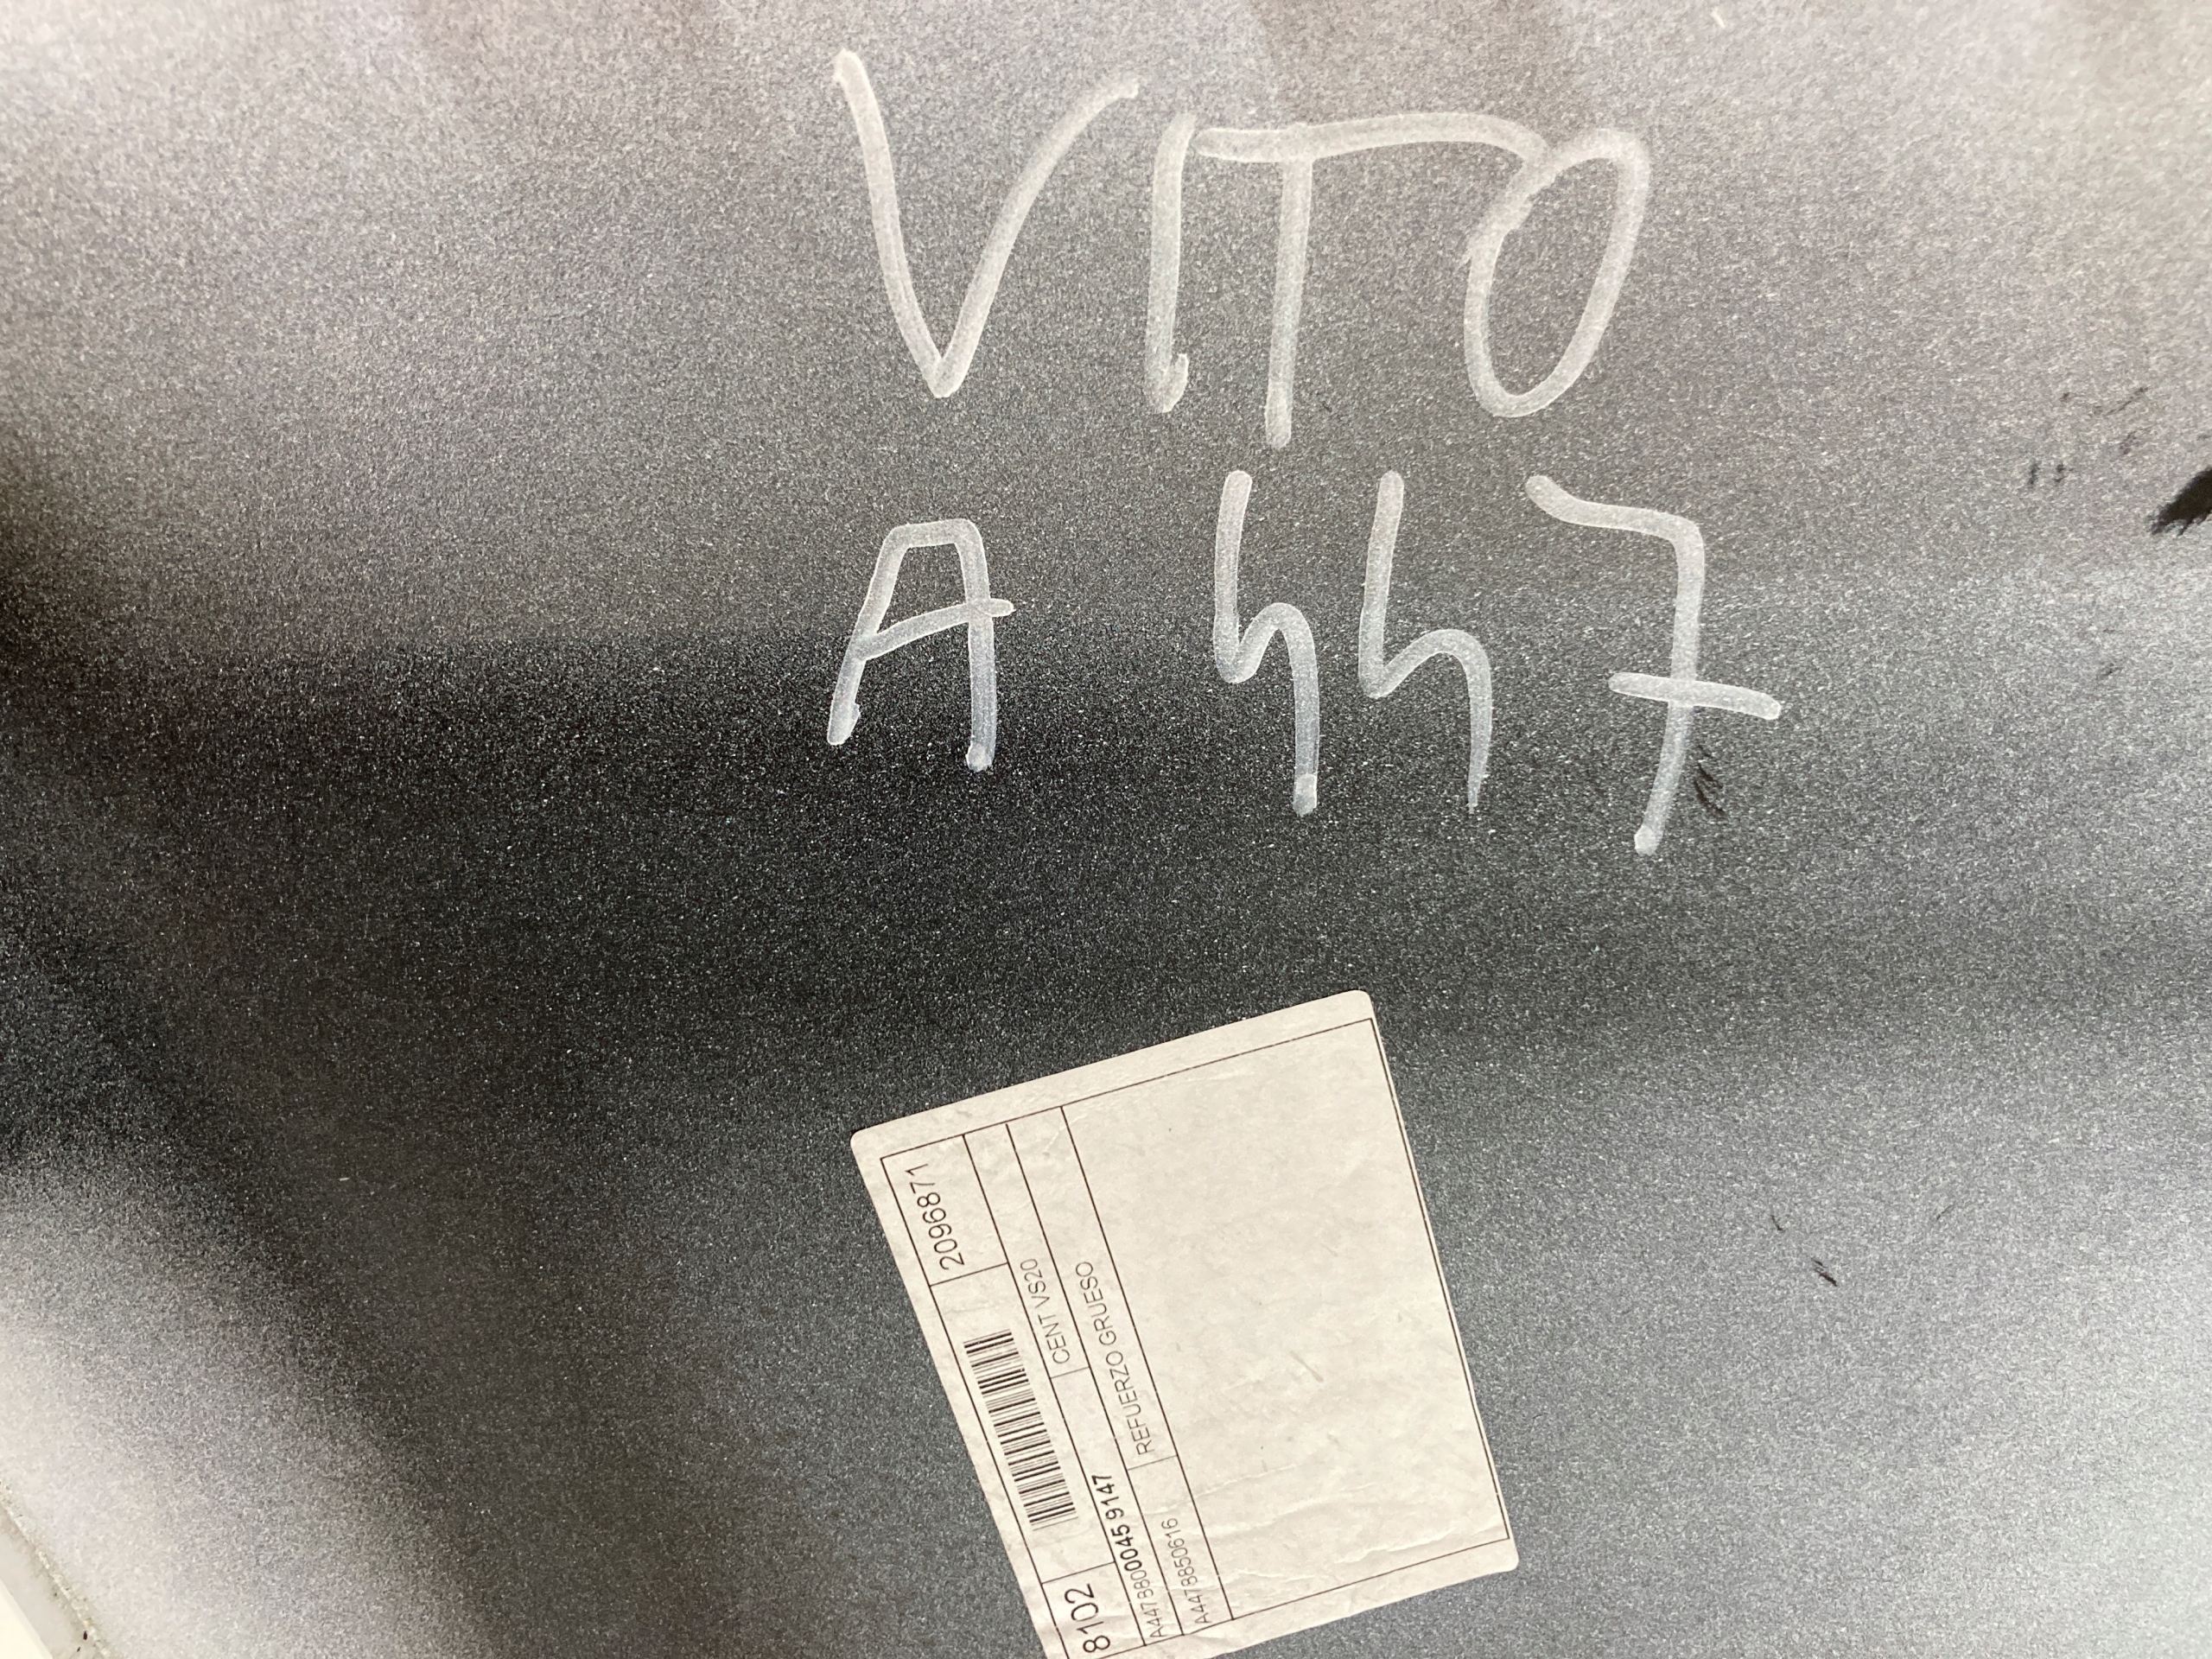 VITO
A 447
8102
2096871
A4478800045 9147
CENT VS20
A4478850616
REFUERZO GRUESO